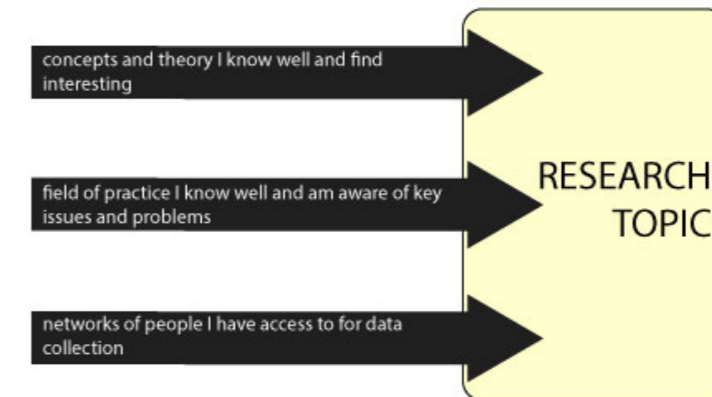 concepts and theory I know well and find
interesting
field of practice I know well and am aware of key
issues and problems
RESEARCH
TOPIC
networks of people I have access to for data
collection